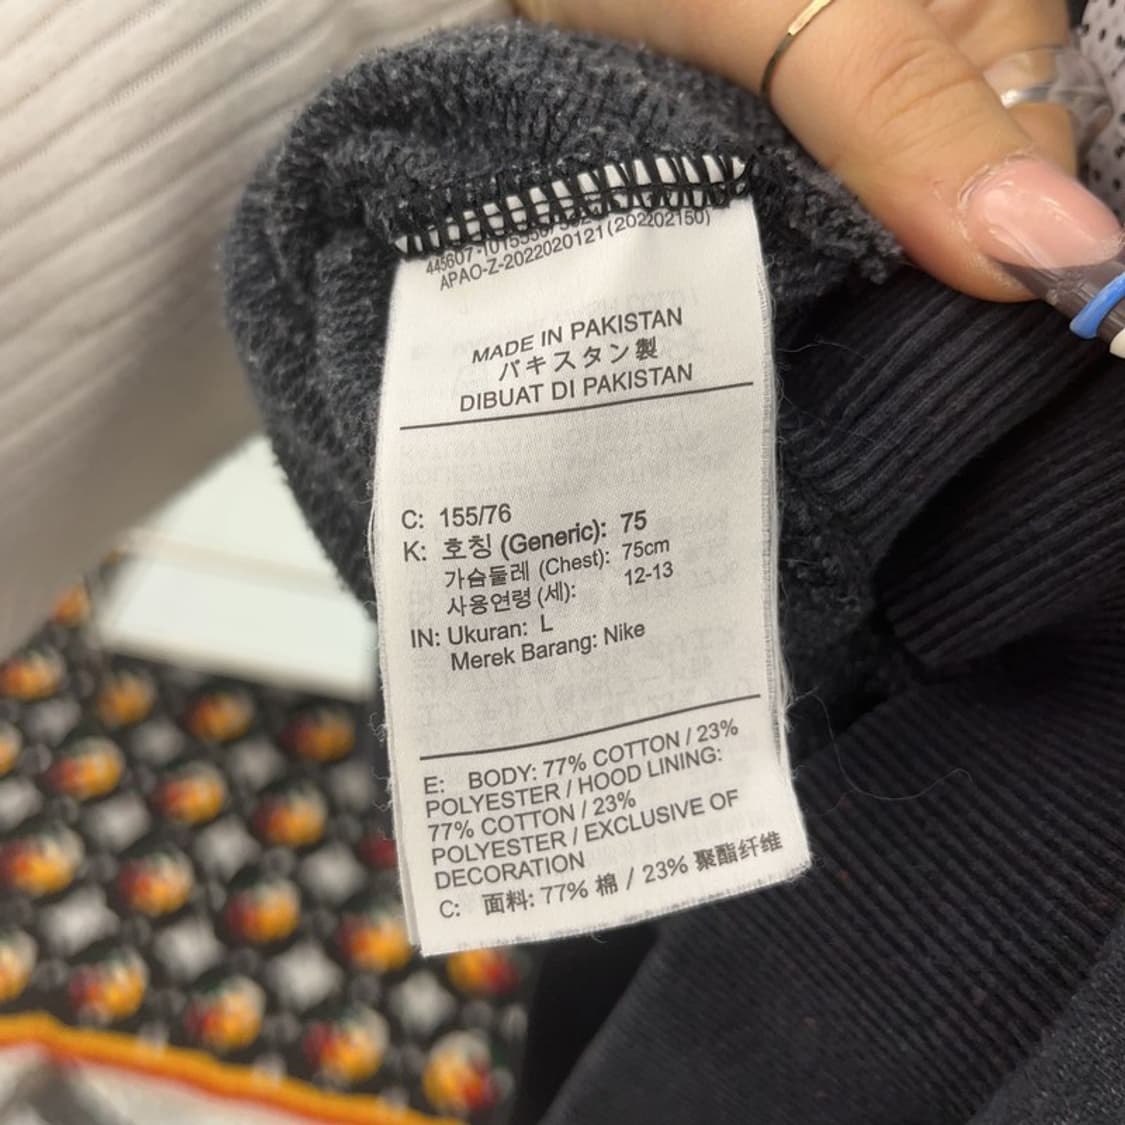 APAO-Z-2022020121 (202202150)
MADE IN PAKISTAN
パキスタン製
DIBUAT DI PAKISTAN
C: 155/76
K: 호칭 (Generic): 75
가슴둘레 (Chest): 75cm
사용연령 (세): 12-13
IN: Ukuran: L
Merek Barang: Nike
E: BODY: 77% COTTON / 23%
POLYESTER / HOOD LINING:
77% COTTON / 23%
POLYESTER / EXCLUSIVE OF
DECORATION
C: 面料: 77% 棉 / 23% 聚酯纤维